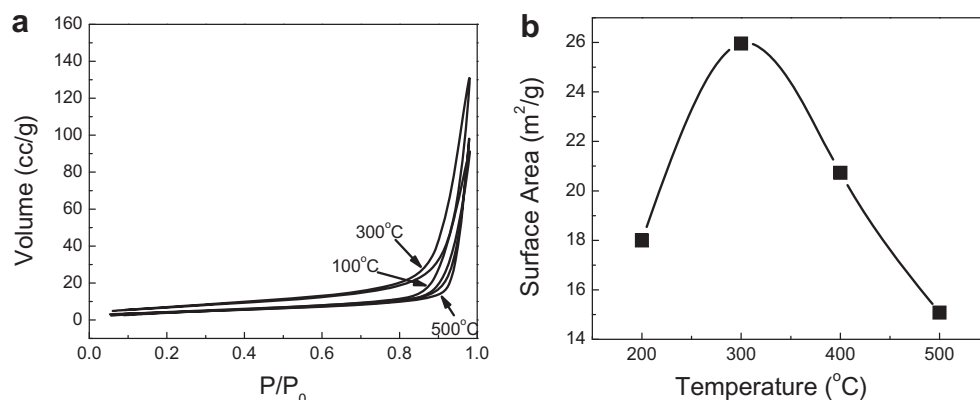 a
160
140
120
100
80
60
40
20
0
Volume (cc/g)
300°C
100°C
500°C
0.0 0.2 0.4 0.6 0.8 1.0
P/P₀
b
26
24
22
20
18
16
14
Surface Area (m²/g)
200 300 400 500
Temperature (°C)